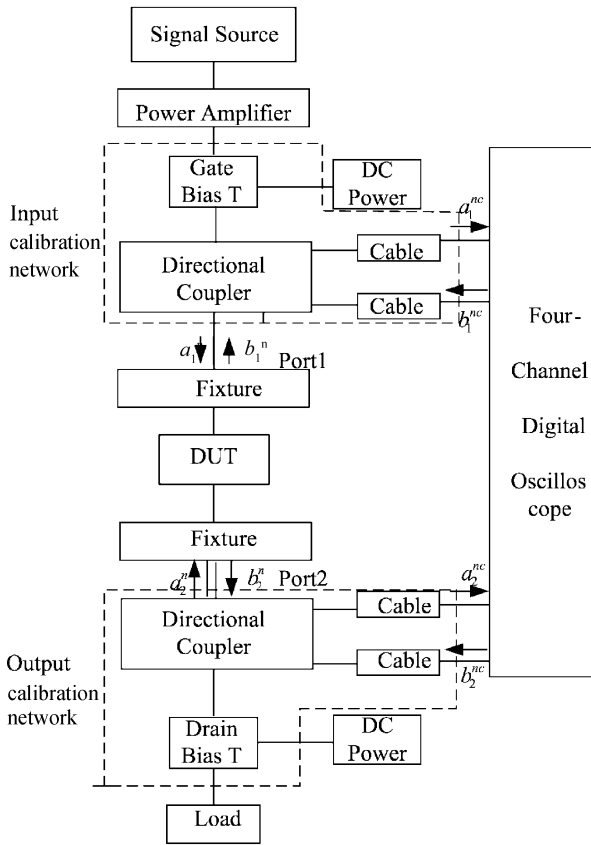 Signal Source
Power Amplifier
Gate
Bias T
DC
Power
Input
calibration
network
a₁ⁿᶜ
Cable
Directional
Coupler
Cable
b₁ⁿᶜ
a₁ⁿ
b₁ⁿ
Port1
Fixture
DUT
Fixture
a₂ⁿ
b₂ⁿ
Port2
Four-
Channel
Digital
Oscillos
cope
a₂ⁿᶜ
Cable
Directional
Coupler
Cable
b₂ⁿᶜ
Output
calibration
network
Drain
Bias T
DC
Power
Load